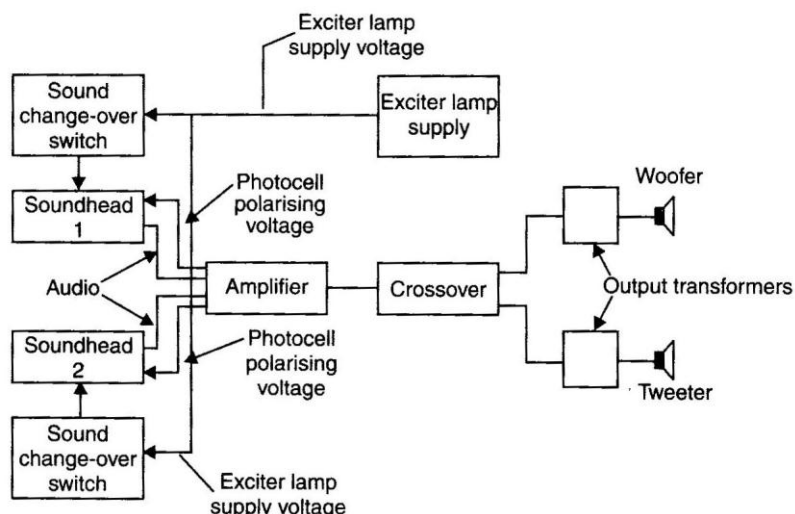 Exciter lamp
supply voltage
Sound
change-over
switch
Exciter lamp
supply
Soundhead
1
Photocell
polarising
voltage
Woofer
Audio
Amplifier
Crossover
Output transformers
Soundhead
2
Photocell
polarising
voltage
Tweeter
Sound
change-over
switch
Exciter lamp
supply voltage